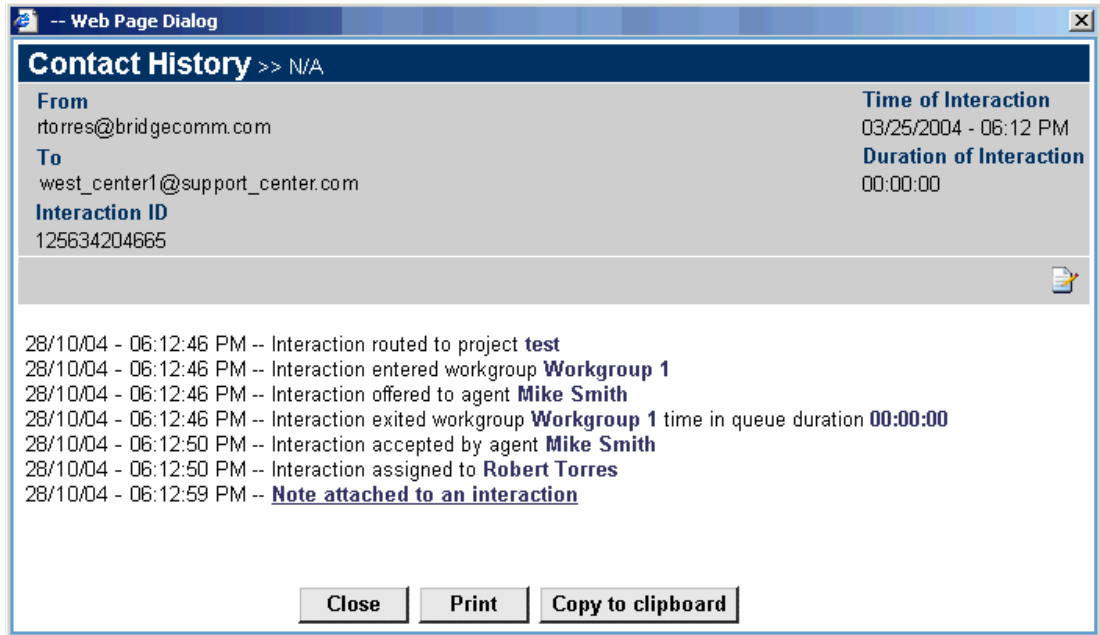 -- Web Page Dialog
Contact History >> N/A
From
rtorres@bridgecomm.com
To
west_center1@support_center.com
Interaction ID
125634204665
Time of Interaction
03/25/2004 - 06:12 PM
Duration of Interaction
00:00:00
28/10/04 - 06:12:46 PM -- Interaction routed to project test
28/10/04 - 06:12:46 PM -- Interaction entered workgroup Workgroup 1
28/10/04 - 06:12:46 PM -- Interaction offered to agent Mike Smith
28/10/04 - 06:12:46 PM -- Interaction exited workgroup Workgroup 1 time in queue duration 00:00:00
28/10/04 - 06:12:50 PM -- Interaction accepted by agent Mike Smith
28/10/04 - 06:12:50 PM -- Interaction assigned to Robert Torres
28/10/04 - 06:12:59 PM -- Note attached to an interaction
Close
Print
Copy to clipboard